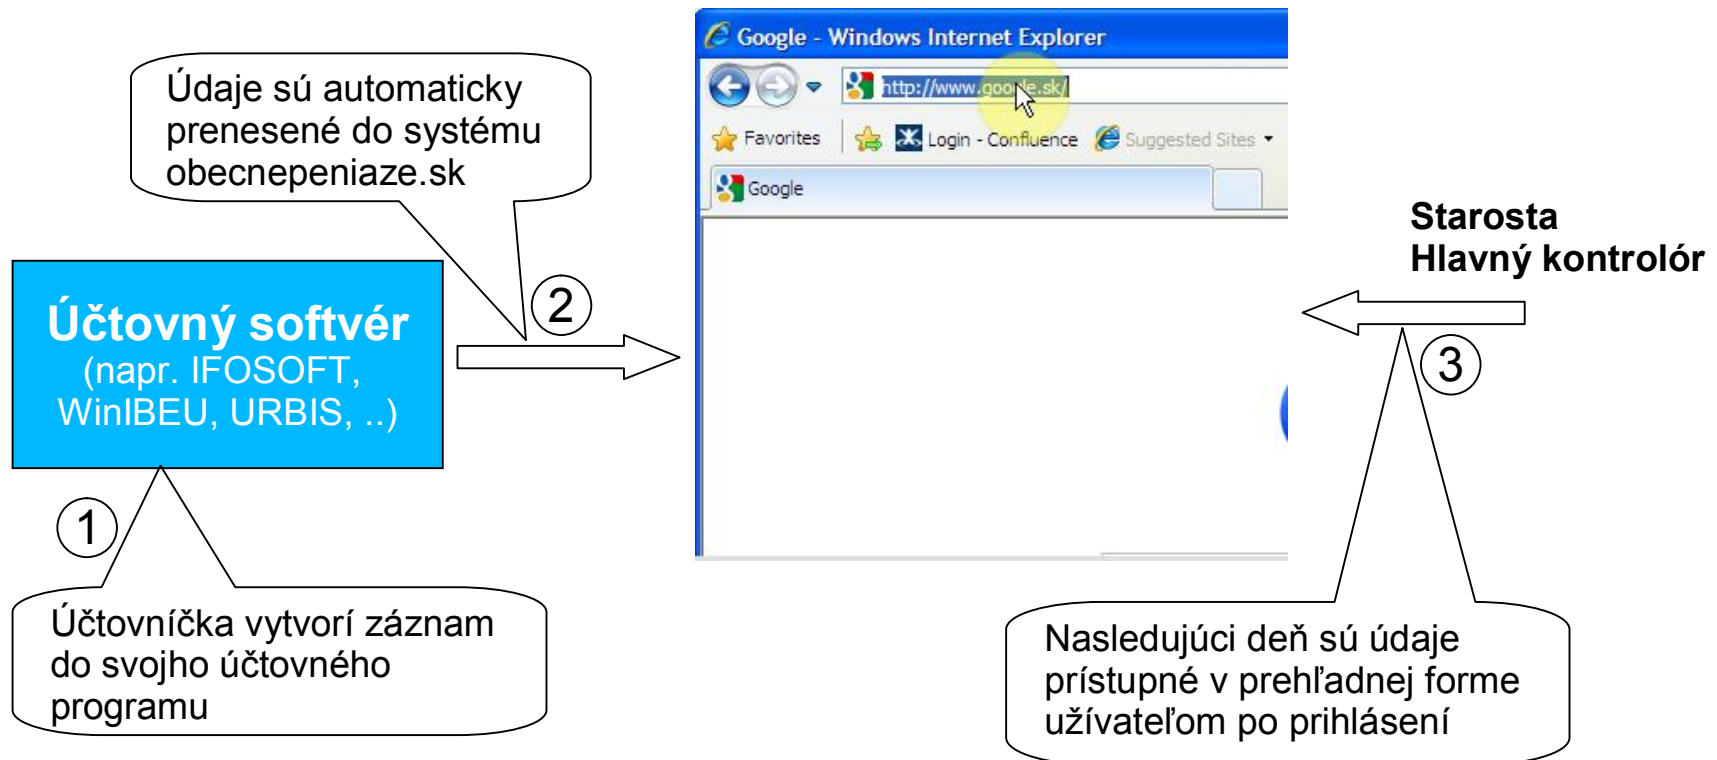 Údaje sú automaticky
prenesené do systému
obecnepeniaze.sk
Google - Windows Internet Explorer
http://www.google.sk/
Favorites
Login - Confluence
Suggested Sites
Google
Starosta
Hlavný kontrolór
Účtovný softvér
(napr. IFOSOFT,
WinIBEU, URBIS, ..)
2
3
1
Účtovníčka vytvorí záznam
do svojho účtovného
programu
Nasledujúci deň sú údaje
prístupné v prehľadnej forme
užívateľom po prihlásení